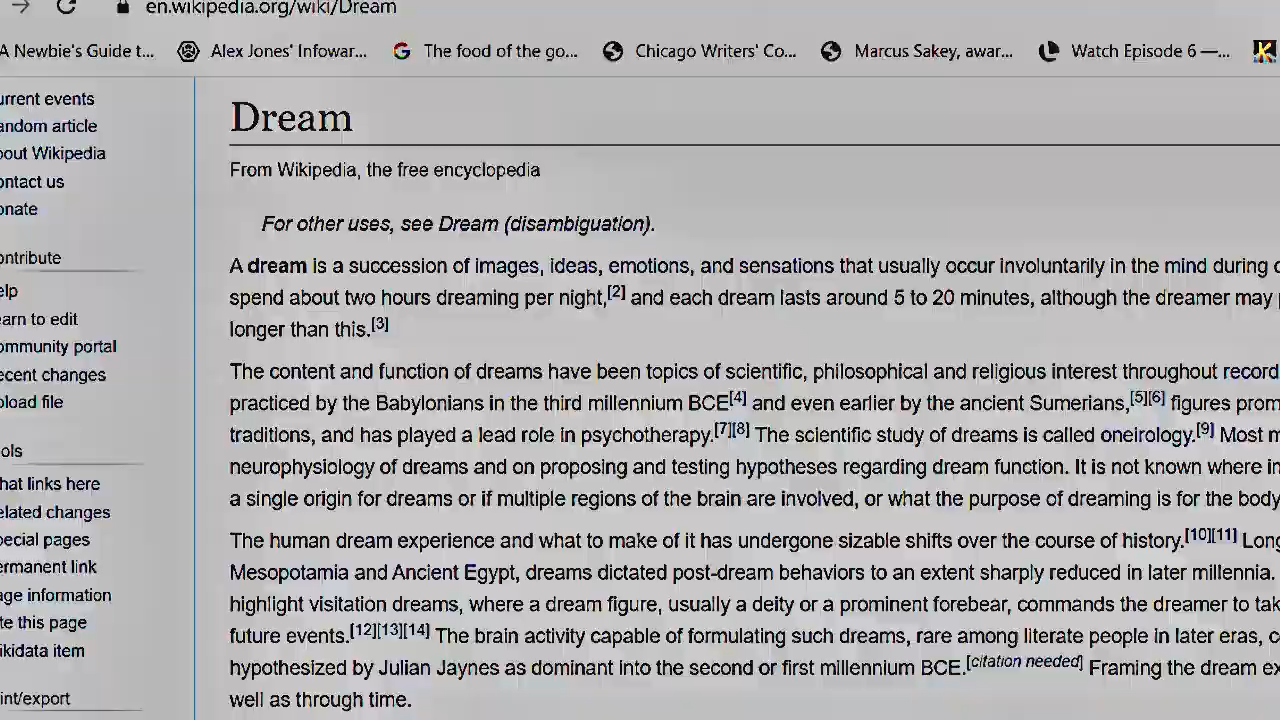 en.wikipedia.org/wiki/Dream
A Newbie's Guide t... Alex Jones' Infowar... The food of the go... Chicago Writers' Co... Marcus Sakey, awar... Watch Episode 6 —... K
urrent events
andom article
bout Wikipedia
ontact us
onate
ontribute
elp
earn to edit
ommunity portal
ecent changes
pload file
ols
hat links here
elated changes
pecial pages
ermanent link
age information
te this page
ikidata item
int/export
Dream
From Wikipedia, the free encyclopedia
For other uses, see Dream (disambiguation).
A dream is a succession of images, ideas, emotions, and sensations that usually occur involuntarily in the mind during
spend about two hours dreaming per night,[2] and each dream lasts around 5 to 20 minutes, although the dreamer may
longer than this.[3]
The content and function of dreams have been topics of scientific, philosophical and religious interest throughout record
practiced by the Babylonians in the third millennium BCE[4] and even earlier by the ancient Sumerians,[5][6] figures prom
traditions, and has played a lead role in psychotherapy.[7][8] The scientific study of dreams is called oneirology.[9] Most m
neurophysiology of dreams and on proposing and testing hypotheses regarding dream function. It is not known where in
a single origin for dreams or if multiple regions of the brain are involved, or what the purpose of dreaming is for the body
The human dream experience and what to make of it has undergone sizable shifts over the course of history.[10][11] Long
Mesopotamia and Ancient Egypt, dreams dictated post-dream behaviors to an extent sharply reduced in later millennia.
highlight visitation dreams, where a dream figure, usually a deity or a prominent forebear, commands the dreamer to tak
future events.[12][13][14] The brain activity capable of formulating such dreams, rare among literate people in later eras,
hypothesized by Julian Jaynes as dominant into the second or first millennium BCE.[citation needed] Framing the dream ex
well as through time.